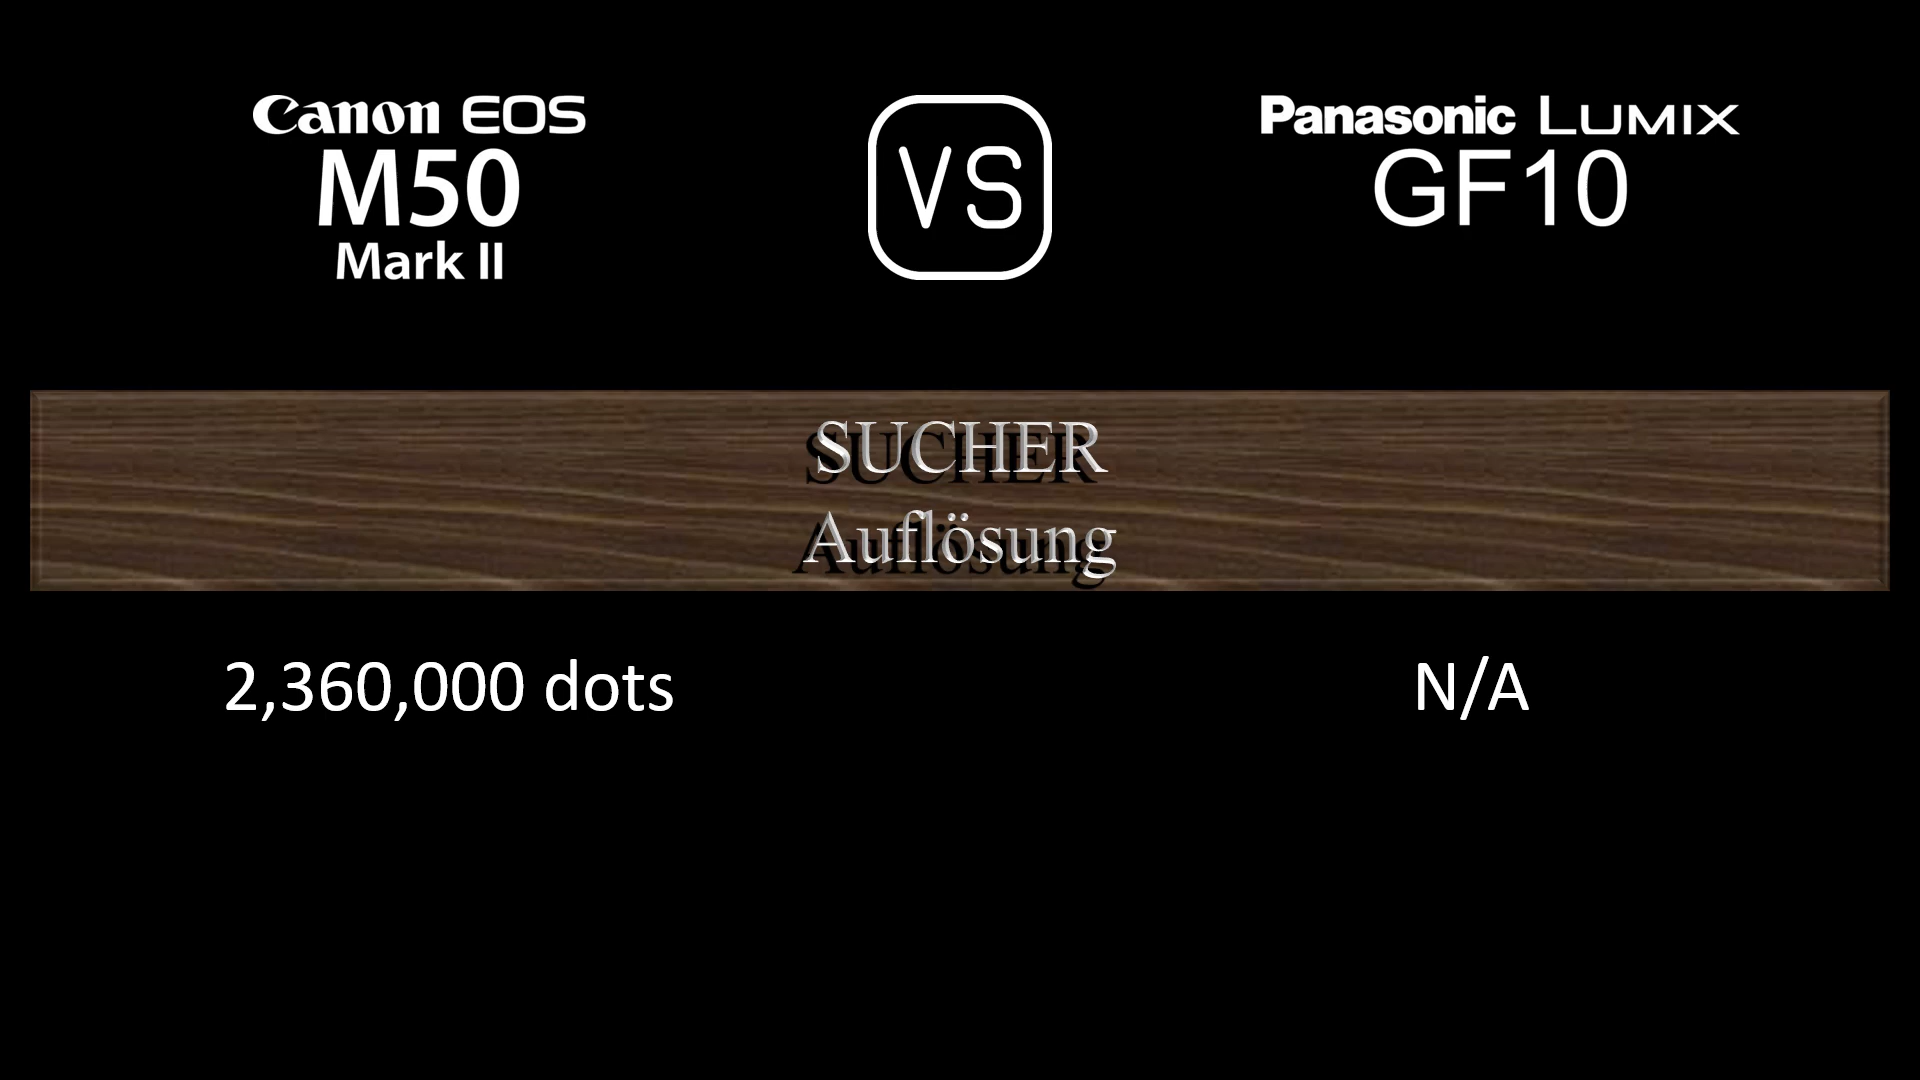 Canon EOS
M50
Mark II
VS
Panasonic LUMIX
GF10
SUCHER
Auflösung
2,360,000 dots
N/A